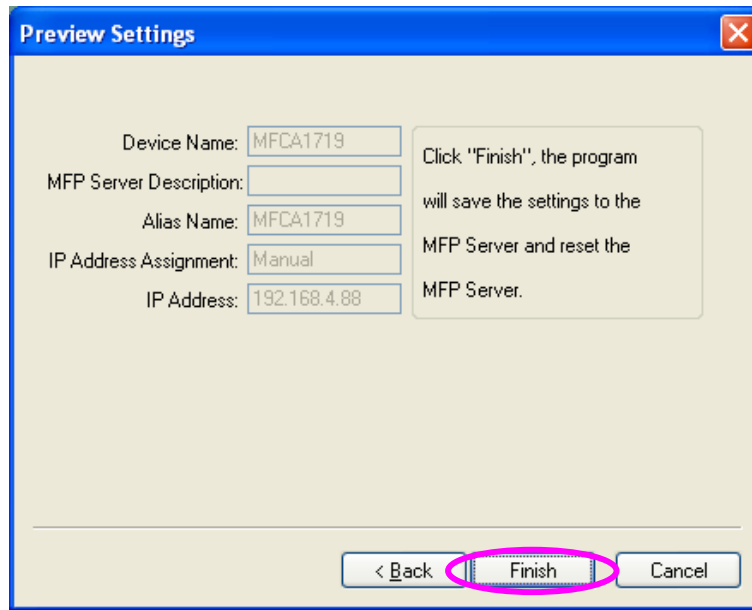 Preview Settings
Device Name: MFCA1719
MFP Server Description:
Alias Name: MFCA1719
IP Address Assignment: Manual
IP Address: 192.168.4.88
Click "Finish", the program
will save the settings to the
MFP Server and reset the
MFP Server.
< Back Finish Cancel